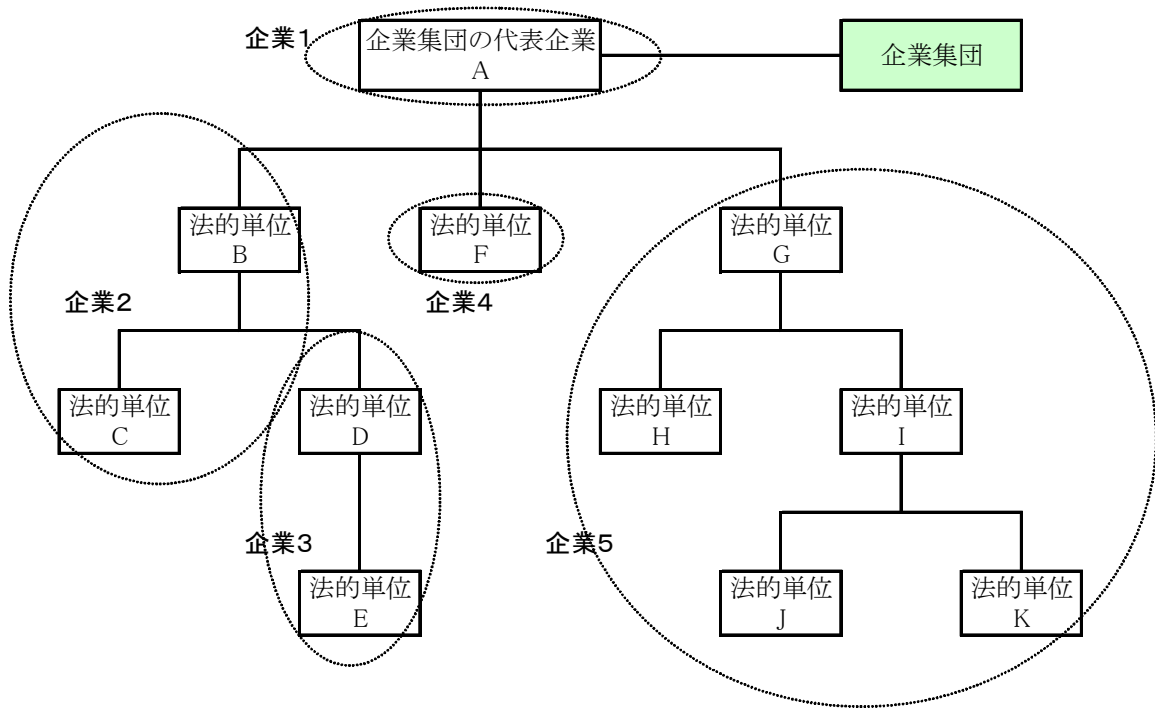 企業1
企業集団の代表企業
A
企業集団
法的単位
B
法的単位
F
法的単位
G
企業2
企業4
法的単位
C
法的単位
D
法的単位
H
法的単位
I
企業3
企業5
法的単位
E
法的単位
J
法的単位
K